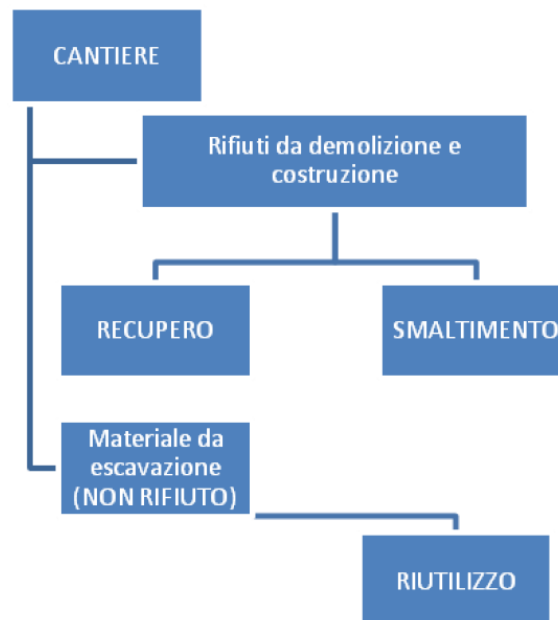 CANTIERE
Rifiuti da demolizione e
costruzione
RECUPERO
SMALTIMENTO
Materiale da
escavazione
(NON RIFIUTO)
RIUTILIZZO